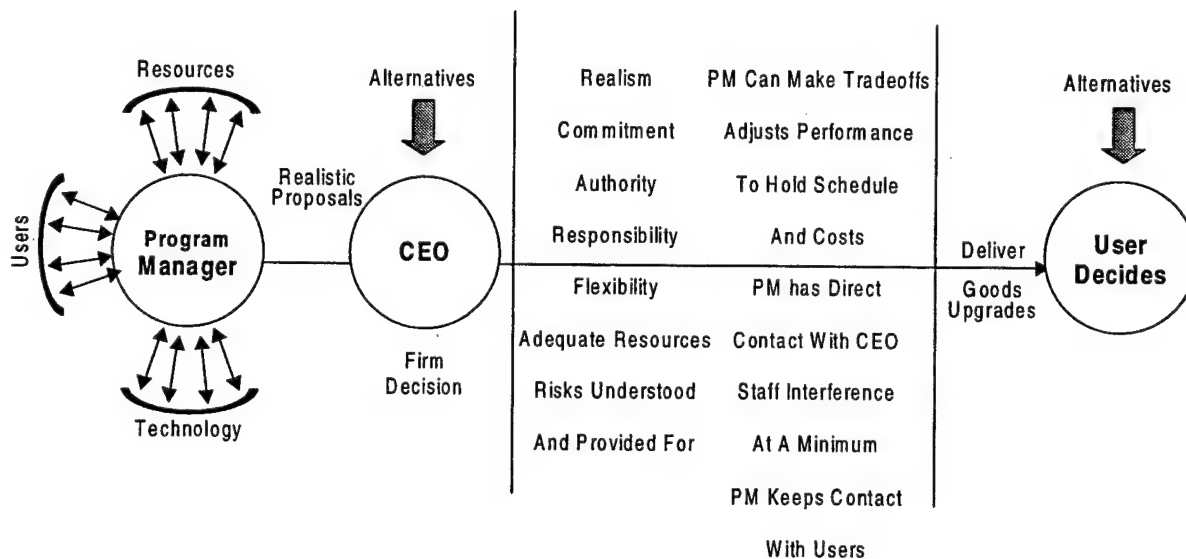 Resources
Users
Program
Manager
Technology
Realistic
Proposals
Alternatives
CEO
Firm
Decision
Realism
Commitment
Authority
Responsibility
Flexibility
Adequate Resources
Risks Understood
And Provided For
PM Can Make Tradeoffs
Adjusts Performance
To Hold Schedule
And Costs
PM has Direct
Contact With CEO
Staff Interference
At A Minimum
PM Keeps Contact
With Users
Deliver
Goods
Upgrades
Alternatives
User
Decides